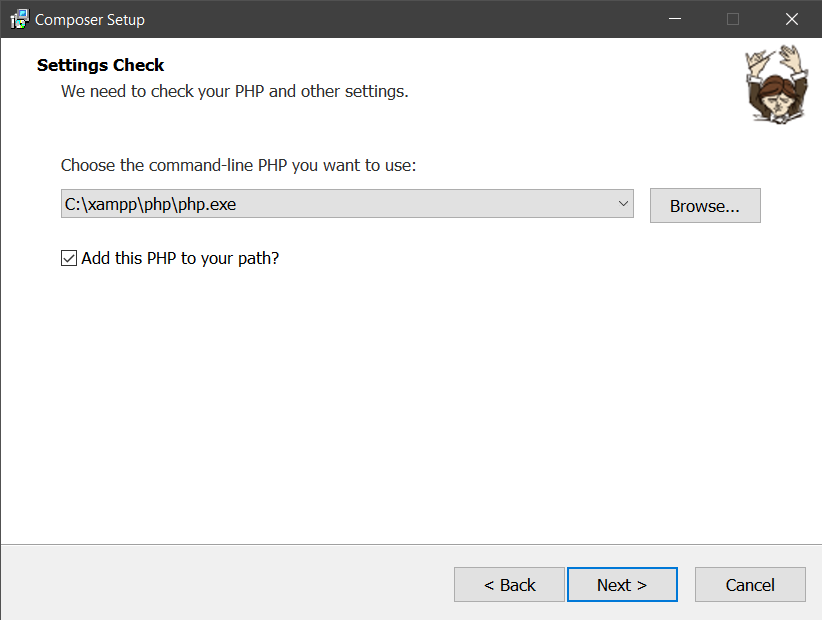 Composer Setup
Settings Check
We need to check your PHP and other settings.
Choose the command-line PHP you want to use:
C:\xampp\php\php.exe
Browse...
Add this PHP to your path?
< Back
Next >
Cancel